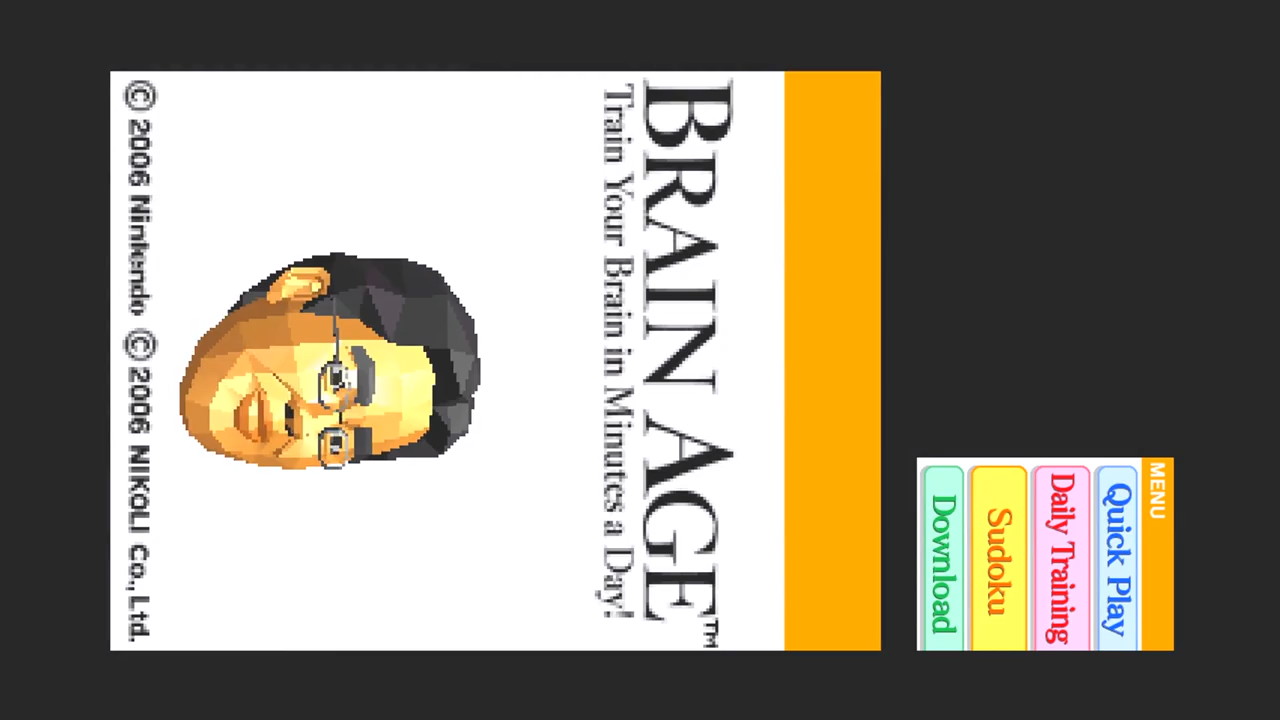 BRAIN AGE™
Train Your Brain in Minutes a Day!
© 2006 Nintendo © 2006 NIKOLI Co., Ltd.
MENU
Quick Play
Daily Training
Sudoku
Download